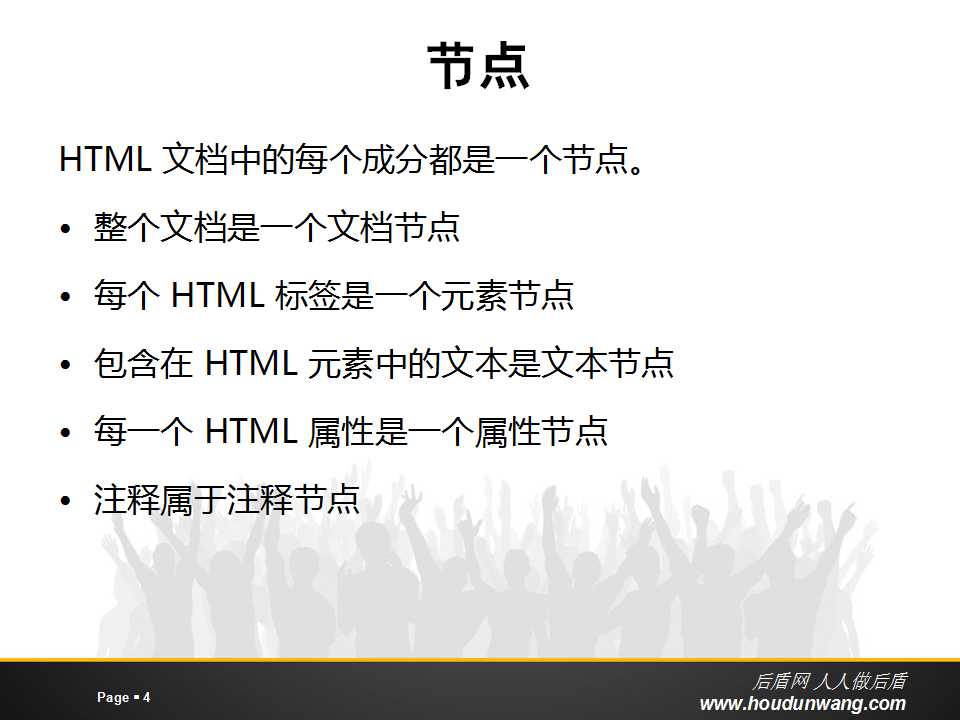 节点
HTML 文档中的每个成分都是一个节点。
• 整个文档是一个文档节点
• 每个 HTML 标签是一个元素节点
• 包含在 HTML 元素中的文本是文本节点
• 每一个 HTML 属性是一个属性节点
• 注释属于注释节点
Page ▪ 4
后盾网 人人做后盾
www.houdunwang.com